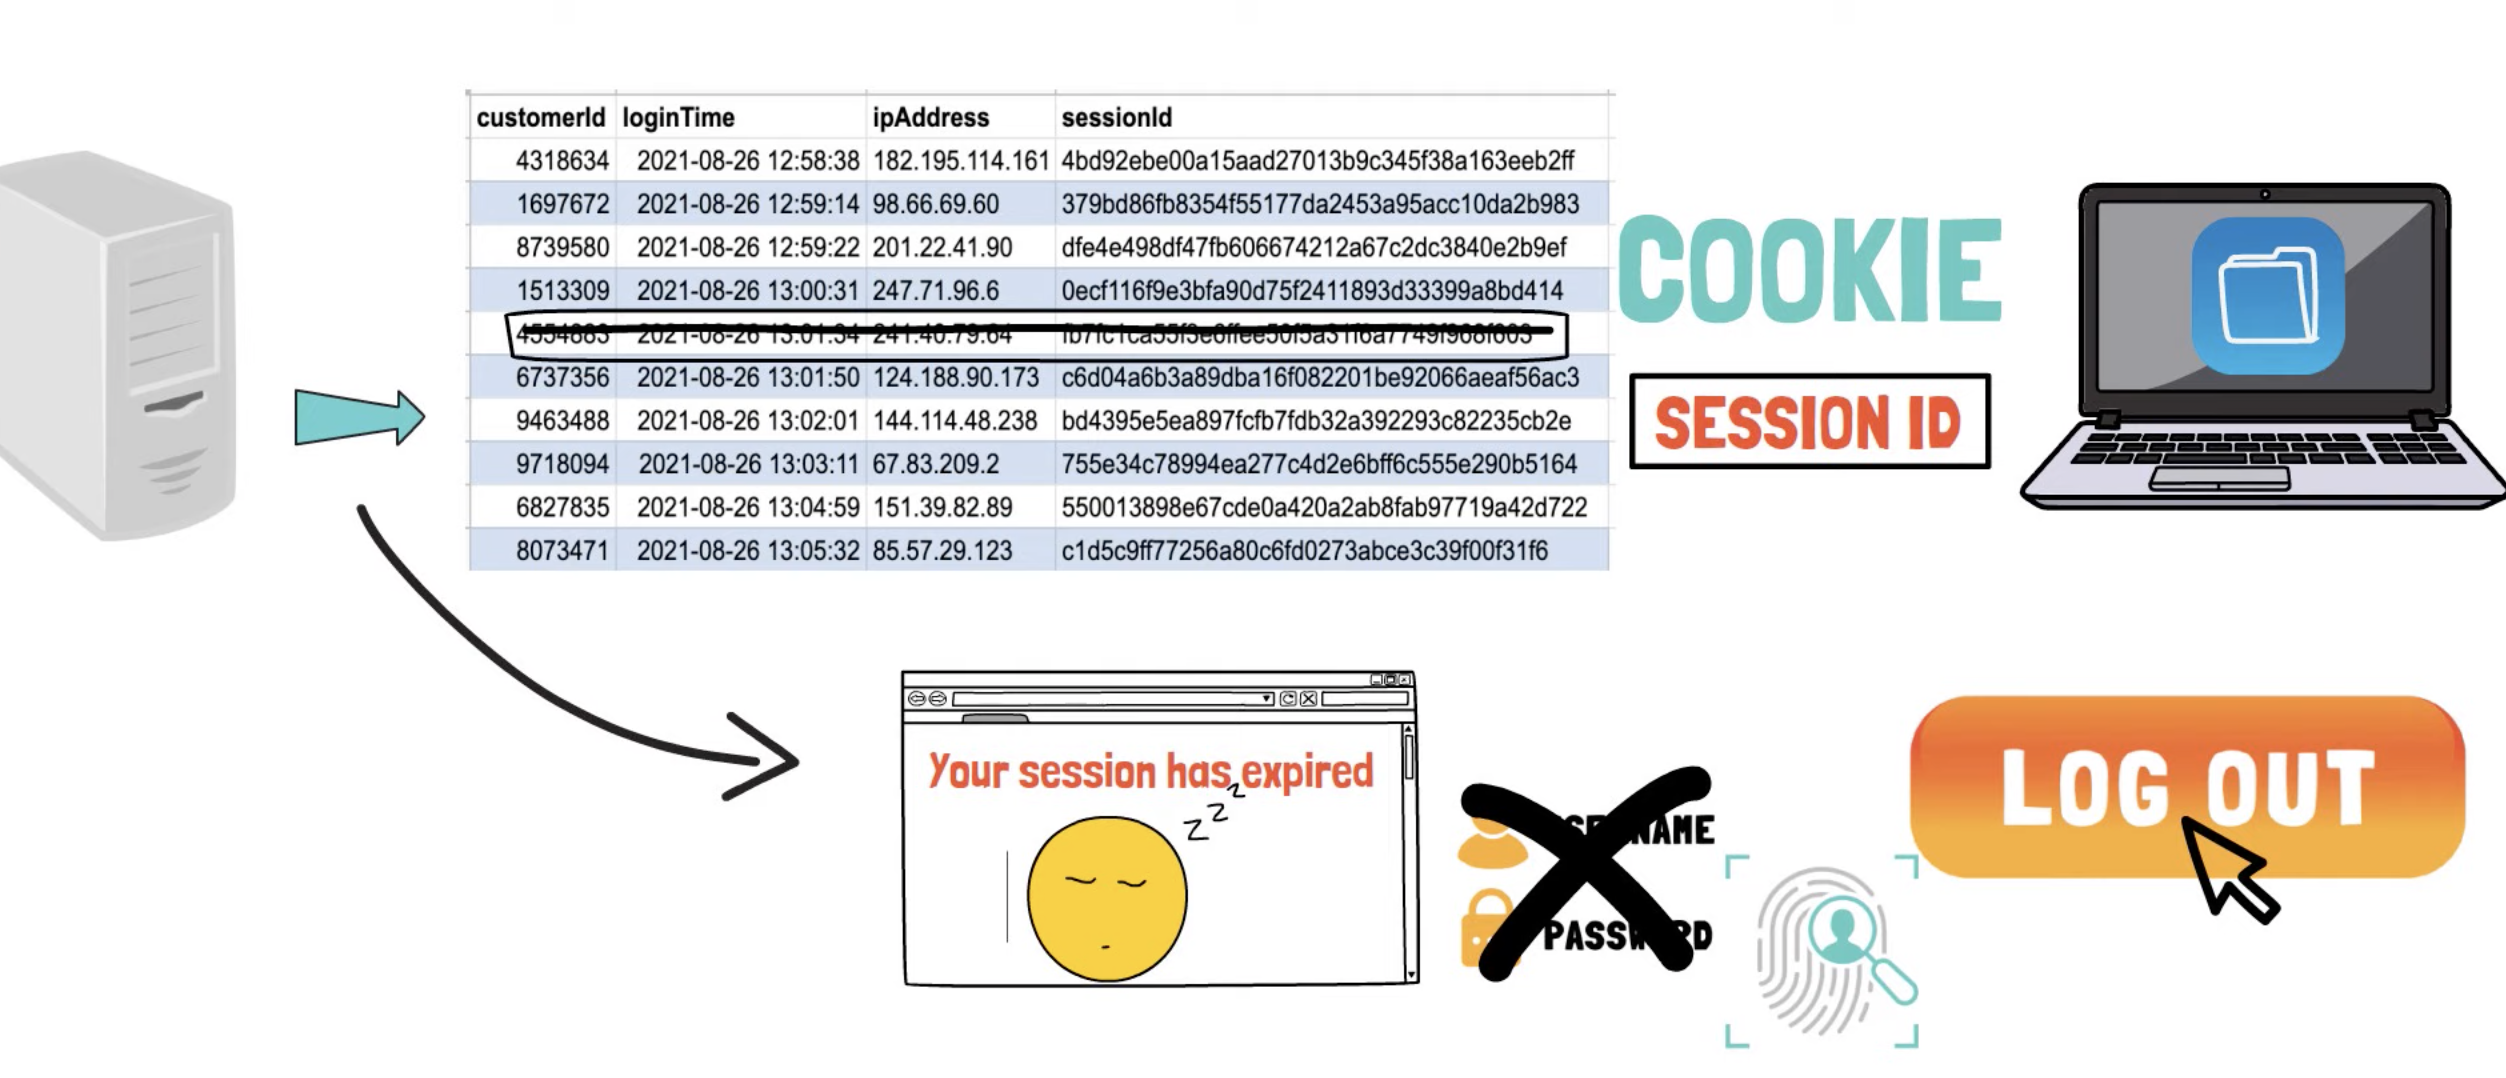 customerId loginTime ipAddress sessionId
4318634 2021-08-26 12:58:38 182.195.114.161 4bd92ebe00a15aad27013b9c345f38a163eeb2ff
1697672 2021-08-26 12:59:14 98.66.69.60 379bd86fb8354f55177da2453a95acc10da2b983
8739580 2021-08-26 12:59:22 201.22.41.90 dfe4e498df47fb606674212a67c2dc3840e2b9ef
1513309 2021-08-26 13:00:31 247.71.96.6 0ecf116f9e3bfa90d75f2411893d33399a8bd414
2021-08-26 13:01:34 241.40.79.64
6737356 2021-08-26 13:01:50 124.188.90.173 c6d04a6b3a89dba16f082201be92066aeaf56ac3
9463488 2021-08-26 13:02:01 144.114.48.238 bd4395e5ea897fcfb7fdb32a392293c82235cb2e
9718094 2021-08-26 13:03:11 67.83.209.2 755e34c78994ea277c4d2e6bff6c555e290b5164
6827835 2021-08-26 13:04:59 151.39.82.89 550013898e67cde0a420a2ab8fab97719a42d722
8073471 2021-08-26 13:05:32 85.57.29.123 c1d5c9ff77256a80c6fd0273abce3c39f00f31f6
COOKIE
SESSION ID
Your session has expired
z z z
USERNAME
PASSWORD
LOG OUT